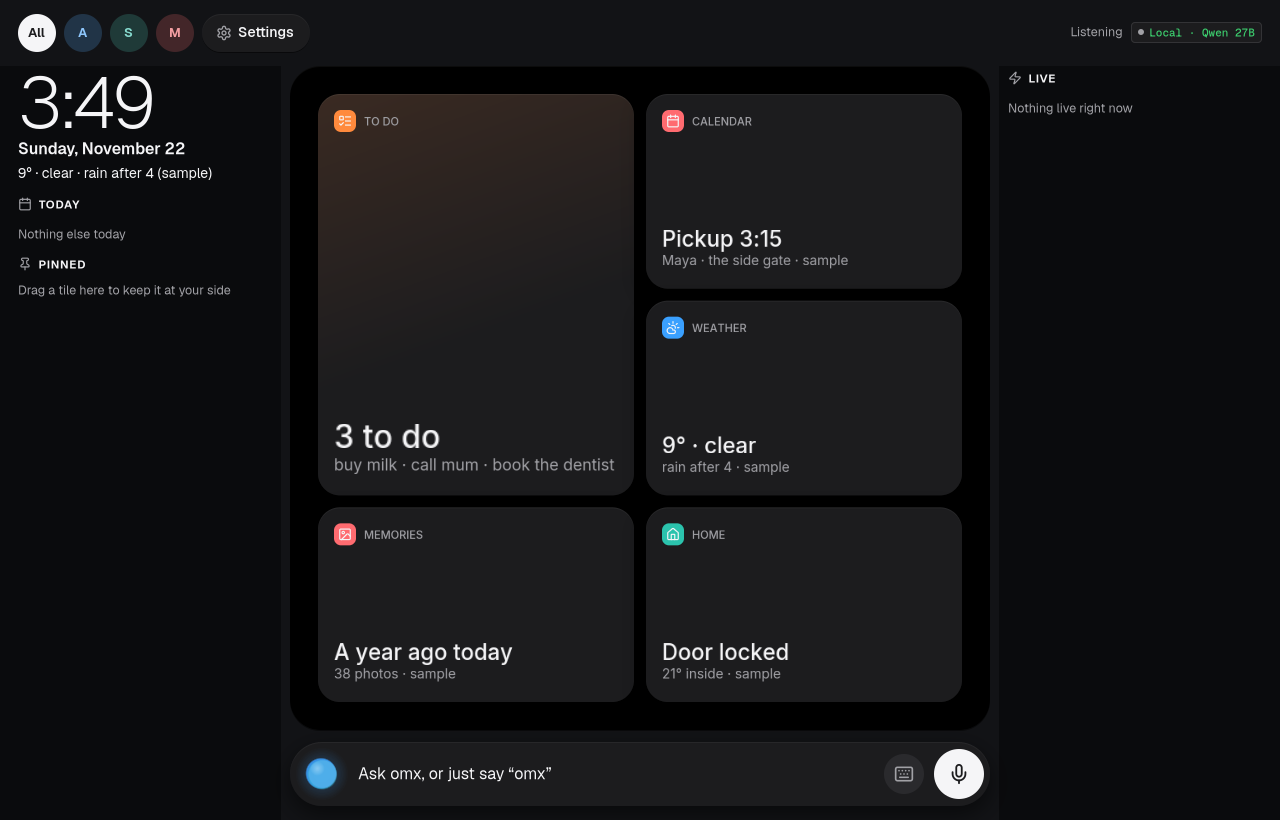 All
A
S
M
Settings
Listening
Local · Qwen 27B
3:49
Sunday, November 22
9° · clear · rain after 4 (sample)
TODAY
Nothing else today
PINNED
Drag a tile here to keep it at your side
TO DO
3 to do
buy milk · call mum · book the dentist
CALENDAR
Pickup 3:15
Maya · the side gate · sample
WEATHER
9° · clear
rain after 4 · sample
MEMORIES
A year ago today
38 photos · sample
HOME
Door locked
21° inside · sample
Ask omx, or just say “omx”
LIVE
Nothing live right now